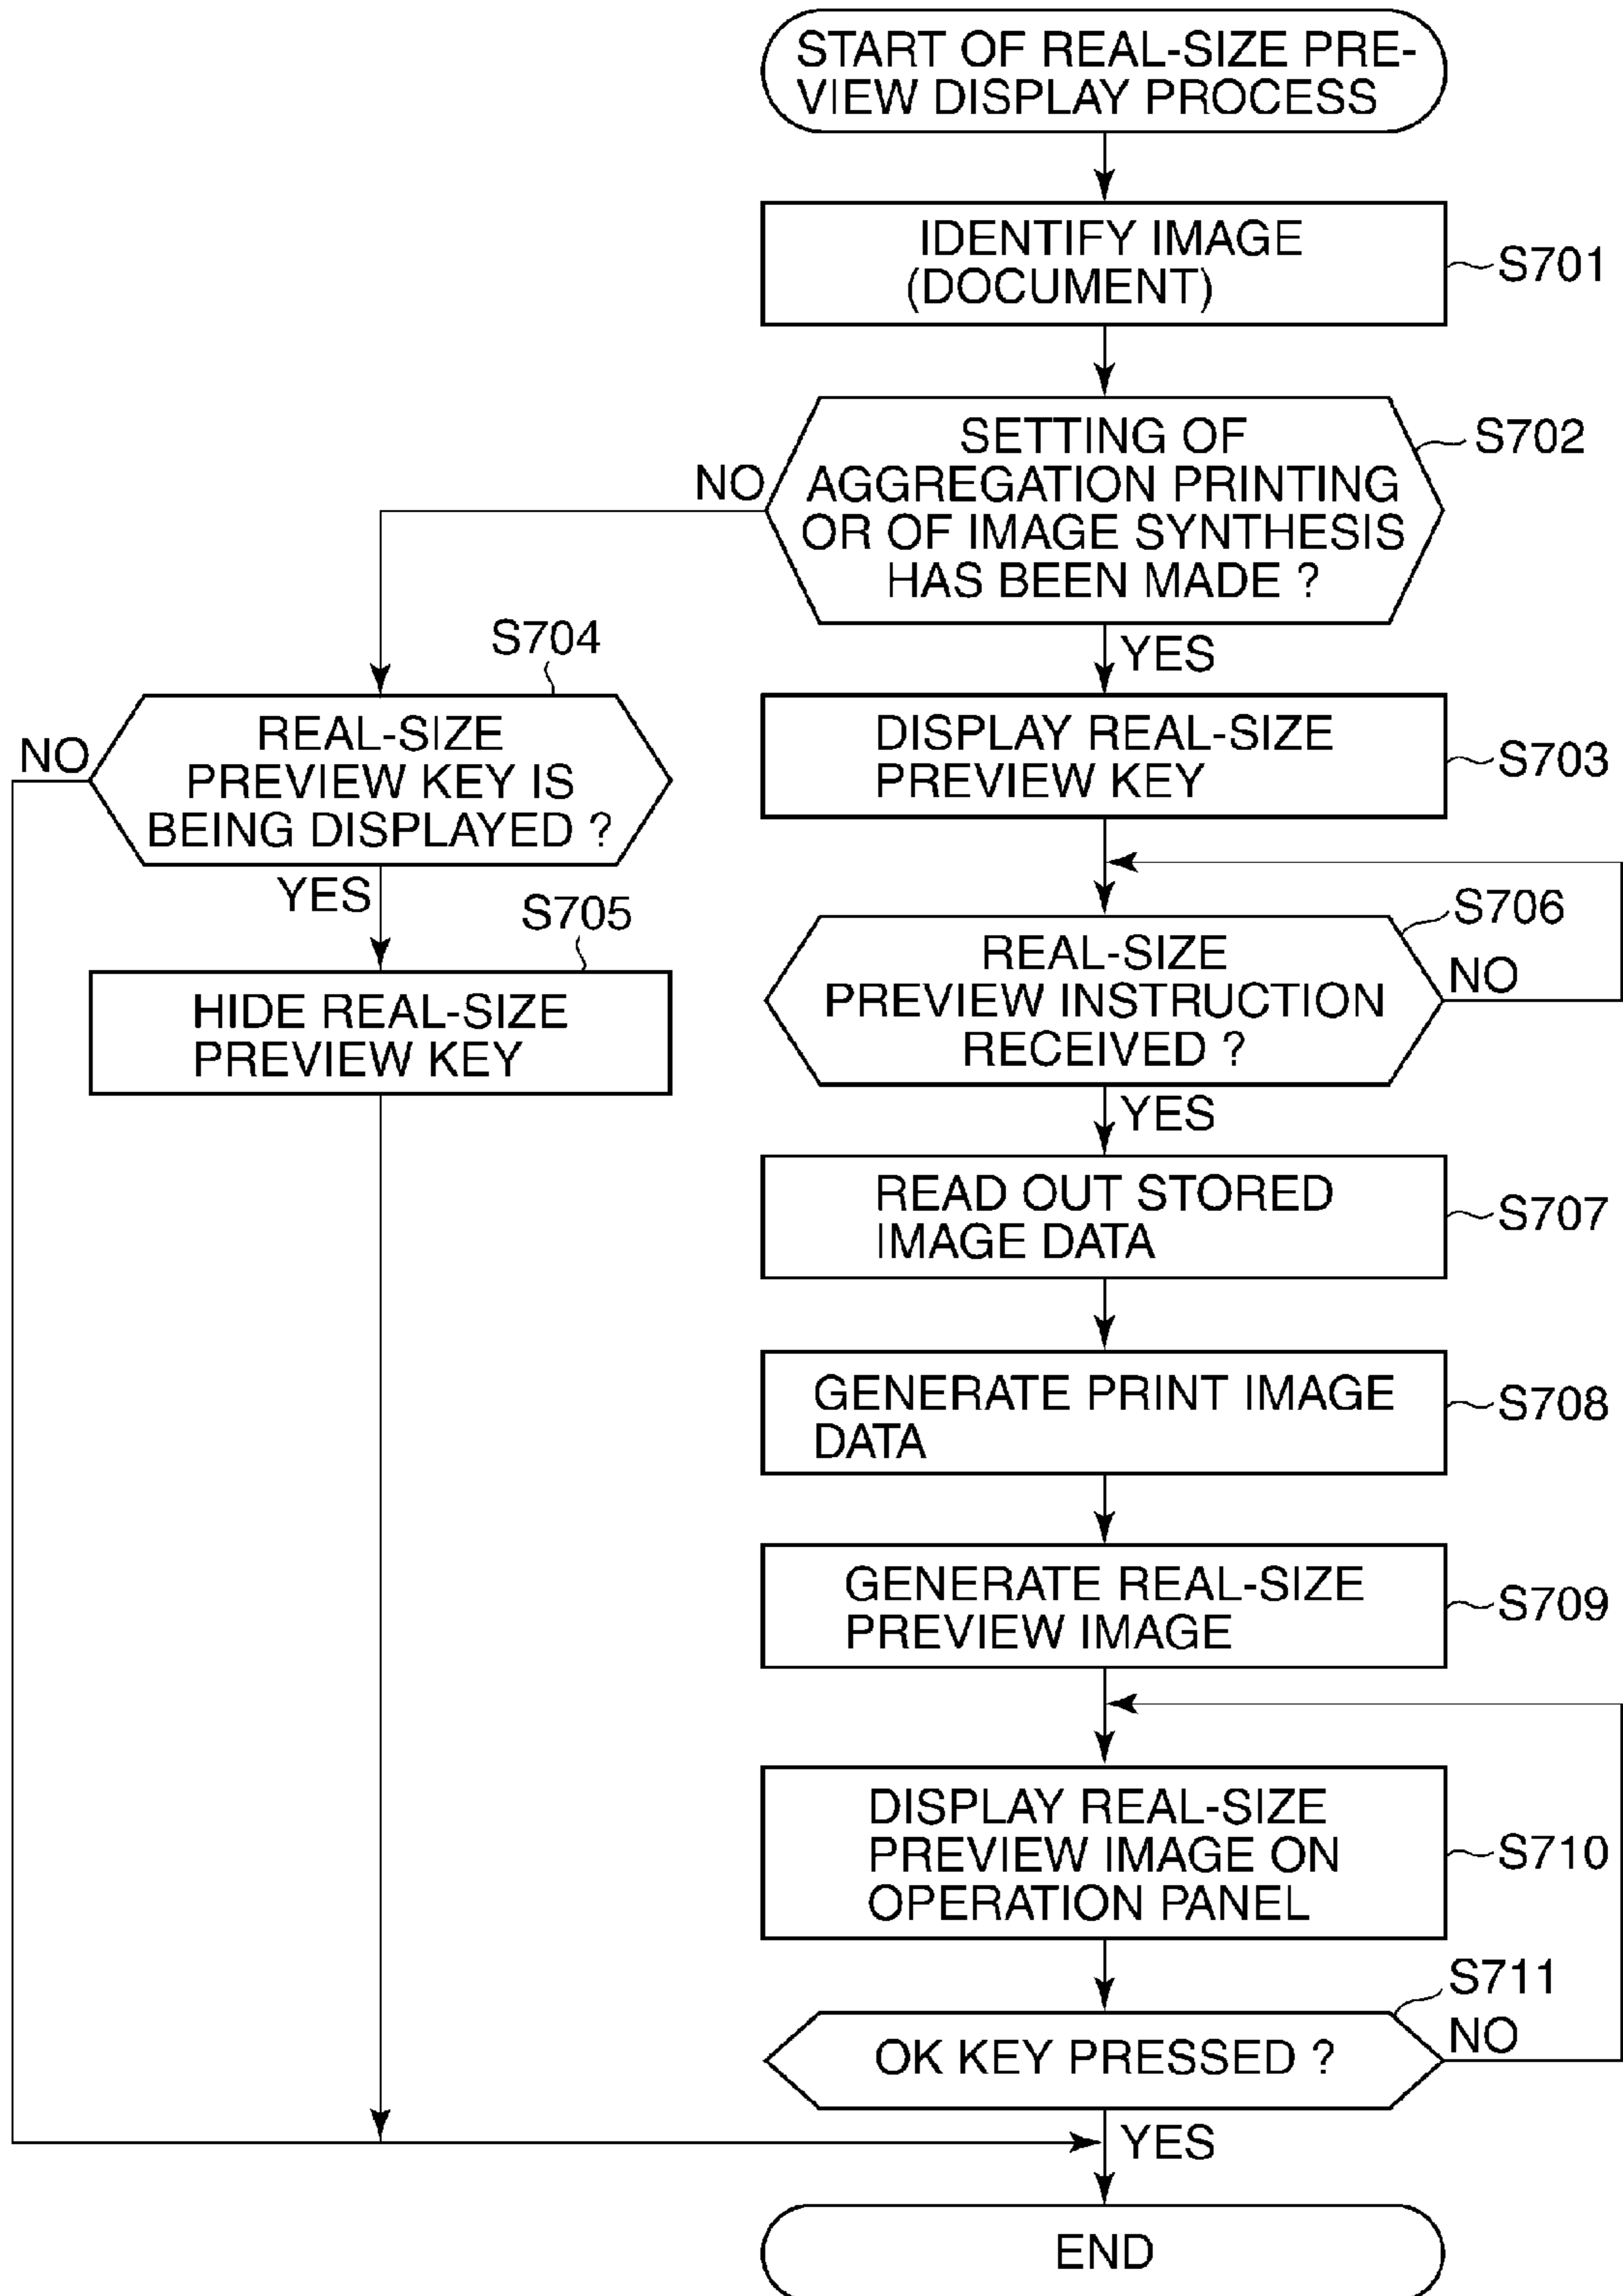 START OF REAL-SIZE PRE-
VIEW DISPLAY PROCESS
IDENTIFY IMAGE
(DOCUMENT)
S701
SETTING OF
AGGREGATION PRINTING
OR OF IMAGE SYNTHESIS
HAS BEEN MADE ?
S702
NO
YES
S704
REAL-SIZE
PREVIEW KEY IS
BEING DISPLAYED ?
NO
YES
DISPLAY REAL-SIZE
PREVIEW KEY
S703
S705
HIDE REAL-SIZE
PREVIEW KEY
S706
REAL-SIZE
PREVIEW INSTRUCTION
RECEIVED ?
NO
YES
READ OUT STORED
IMAGE DATA
S707
GENERATE PRINT IMAGE
DATA
S708
GENERATE REAL-SIZE
PREVIEW IMAGE
S709
DISPLAY REAL-SIZE
PREVIEW IMAGE ON
OPERATION PANEL
S710
S711
OK KEY PRESSED ?
NO
YES
END